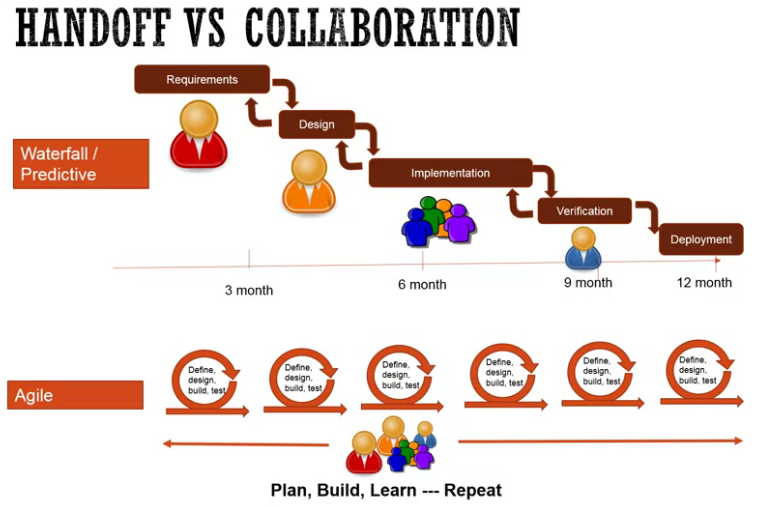 HANDOFF VS COLLABORATION
Requirements
Design
Waterfall /
Predictive
Implementation
Verification
Deployment
3 month
6 month
9 month
12 month
Define,
design,
build, test
Define,
design,
build, test
Define,
design,
build, test
Define,
design,
build, test
Define,
design,
build, test
Define,
design,
build, test
Agile
Plan, Build, Learn --- Repeat